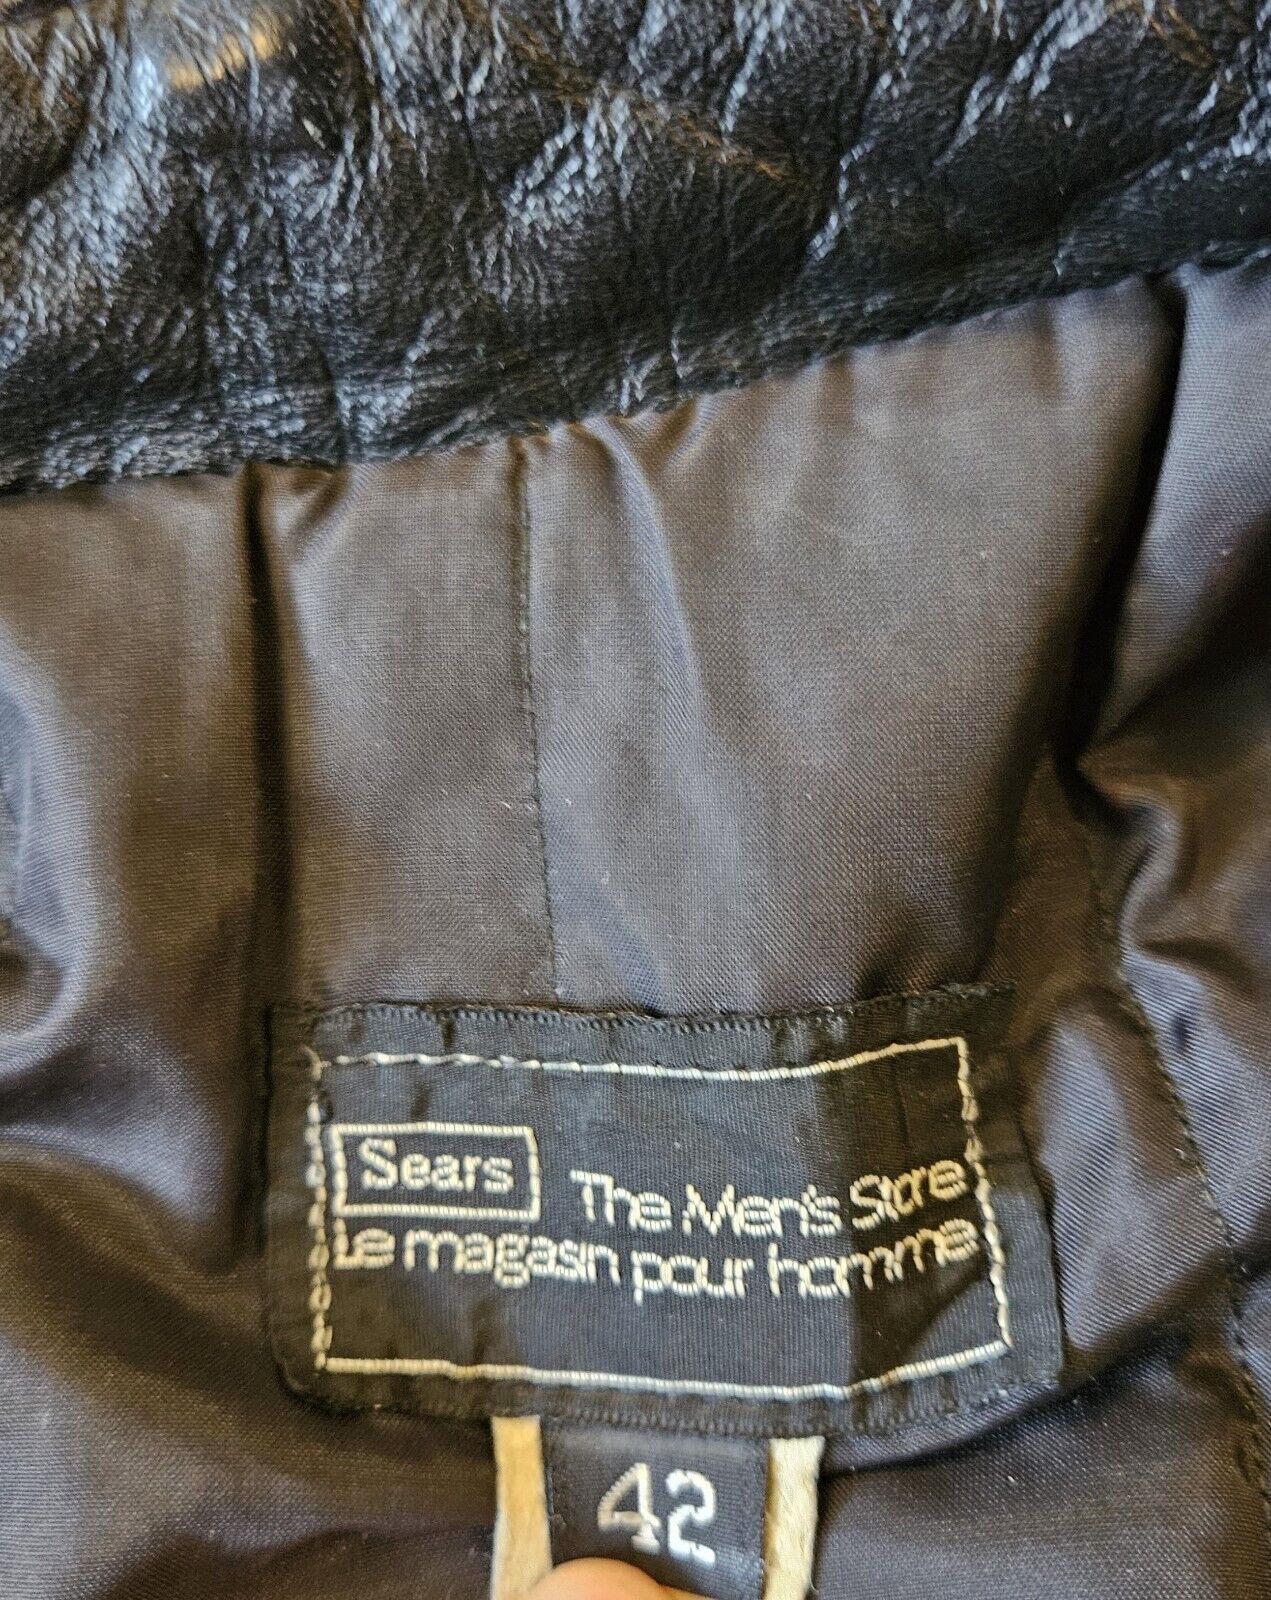 Sears The Men's Store
Le magasin pour homme
42